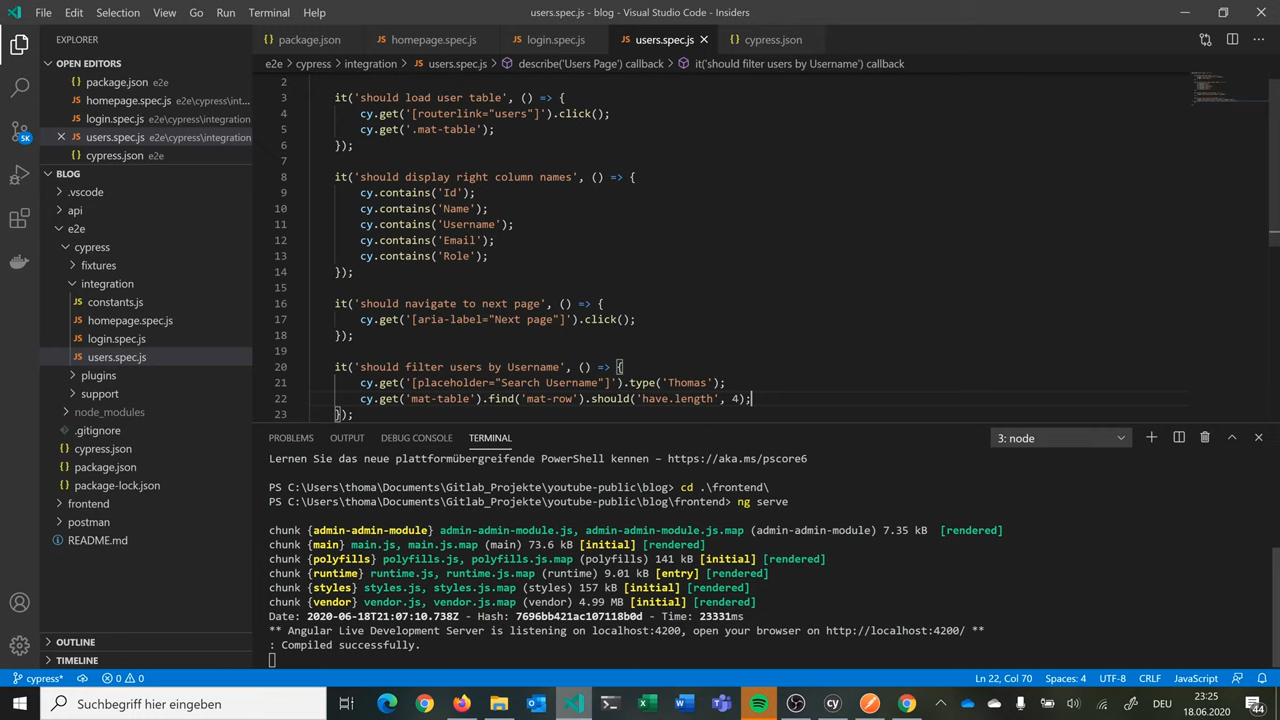 File Edit Selection View Go Run Terminal Help
users.spec.js - blog - Visual Studio Code - Insiders
EXPLORER
package.json
homepage.spec.js
login.spec.js
users.spec.js
cypress.json
e2e > cypress > integration > JS users.spec.js > describe('Users Page') callback > it('should filter users by Username') callback
OPEN EDITORS
package.json e2e
JS homepage.spec.js e2e\cypress\int...
JS login.spec.js e2e\cypress\integration
JS users.spec.js e2e\cypress\integration
cypress.json e2e
BLOG
.vscode
api
e2e
cypress
fixtures
integration
JS constants.js
JS homepage.spec.js
JS login.spec.js
JS users.spec.js
plugins
support
node_modules
.gitignore
cypress.json
package.json
package-lock.json
frontend
postman
README.md
OUTLINE
TIMELINE
5K
2
3 it('should load user table', () => {
4 cy.get('[routerlink="users"]').click();
5 cy.get('.mat-table');
6 });
7
8 it('should display right column names', () => {
9 cy.contains('Id');
10 cy.contains('Name');
11 cy.contains('Username');
12 cy.contains('Email');
13 cy.contains('Role');
14 });
15
16 it('should navigate to next page', () => {
17 cy.get('[aria-label="Next page"]').click();
18 });
19
20 it('should filter users by Username', () => {
21 cy.get('[placeholder="Search Username"]').type('Thomas');
22 cy.get('mat-table').find('mat-row').should('have.length', 4);
23 });
PROBLEMS OUTPUT DEBUG CONSOLE TERMINAL
3: node
Lernen Sie das neue plattformübergreifende PowerShell kennen – https://aka.ms/pscore6
PS C:\Users\thoma\Documents\Gitlab_Projekte\youtube-public\blog> cd .\frontend\
PS C:\Users\thoma\Documents\Gitlab_Projekte\youtube-public\blog\frontend> ng serve
chunk {admin-admin-module} admin-admin-module.js, admin-admin-module.js.map (admin-admin-module) 7.35 kB [rendered]
chunk {main} main.js, main.js.map (main) 73.6 kB [initial] [rendered]
chunk {polyfills} polyfills.js, polyfills.js.map (polyfills) 141 kB [initial] [rendered]
chunk {runtime} runtime.js, runtime.js.map (runtime) 9.01 kB [entry] [rendered]
chunk {styles} styles.js, styles.js.map (styles) 157 kB [initial] [rendered]
chunk {vendor} vendor.js, vendor.js.map (vendor) 4.99 MB [initial] [rendered]
Date: 2020-06-18T21:07:10.738Z - Hash: 7696bb421ac107118b0d - Time: 23331ms
** Angular Live Development Server is listening on localhost:4200, open your browser on http://localhost:4200/ **
: Compiled successfully.
cypress* 0 0
Ln 22, Col 70 Spaces: 4 UTF-8 CRLF JavaScript
Suchbegriff hier eingeben
cy
DEU
23:25
18.06.2020
44